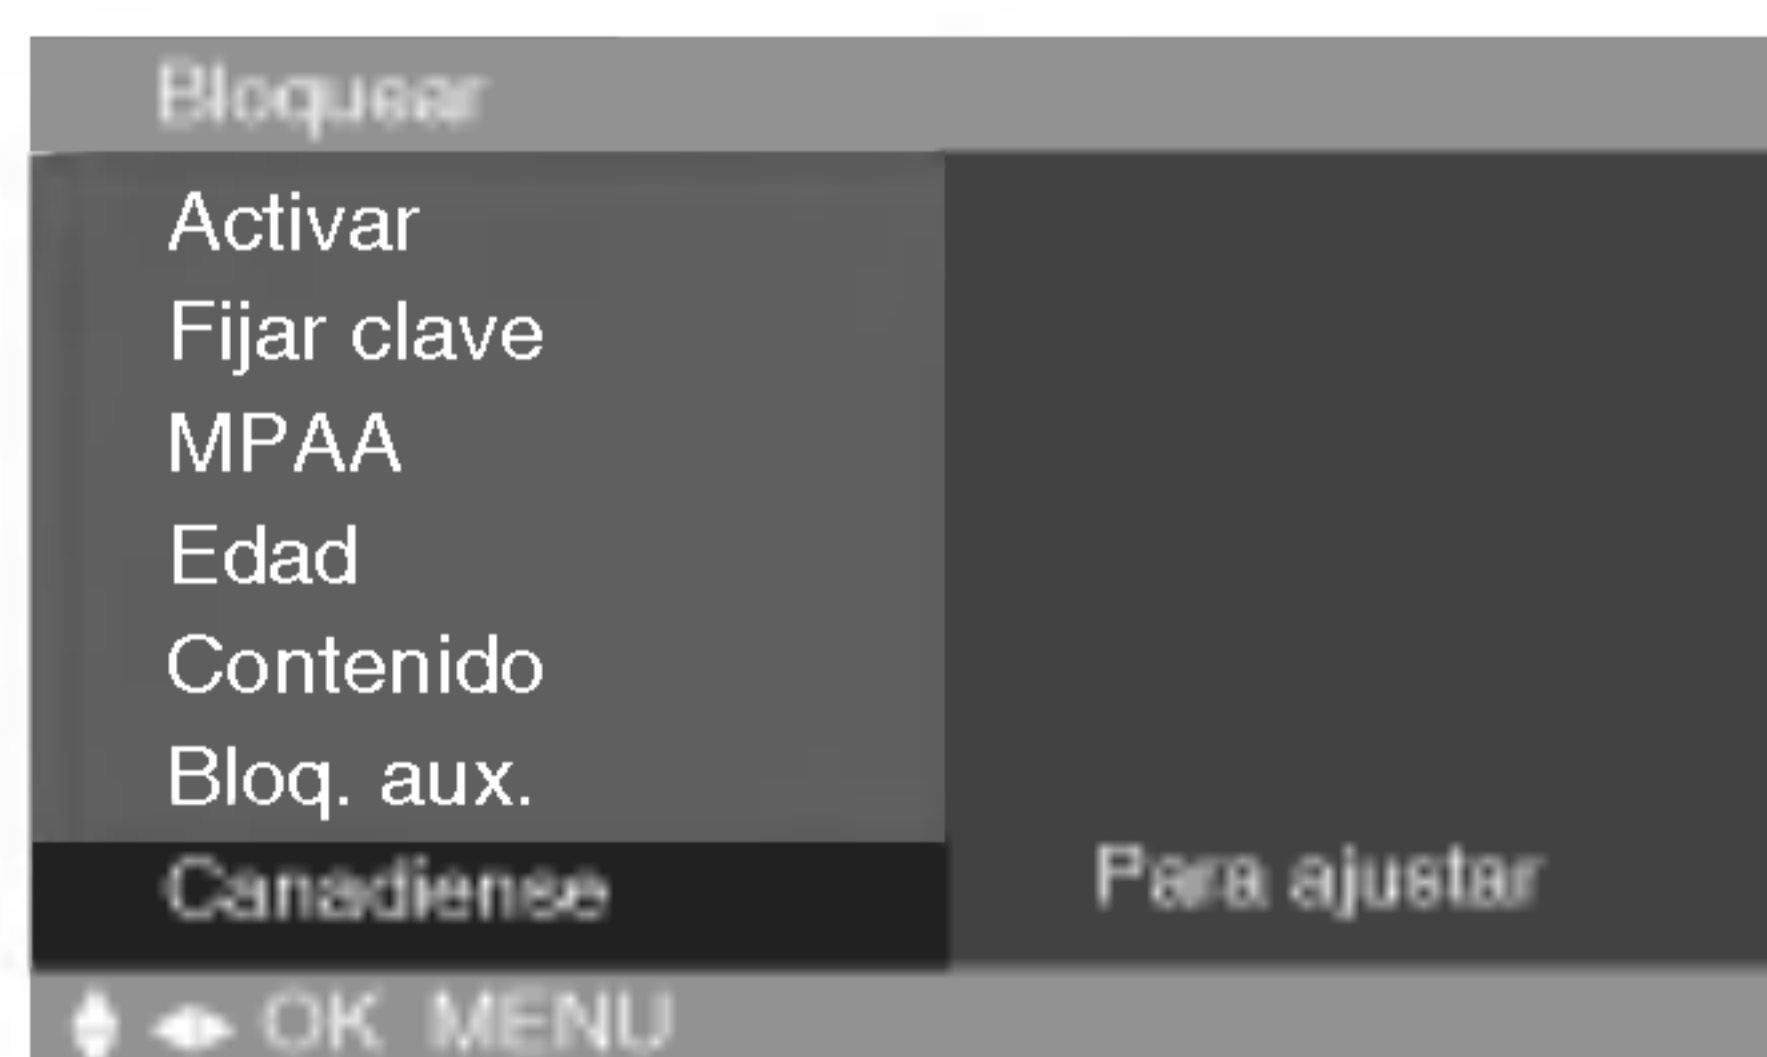 Bloquear
Activar
Fijar clave
MPAA
Edad
Contenido
Bloq. aux.
Canadiense Para ajustar
OK MENU